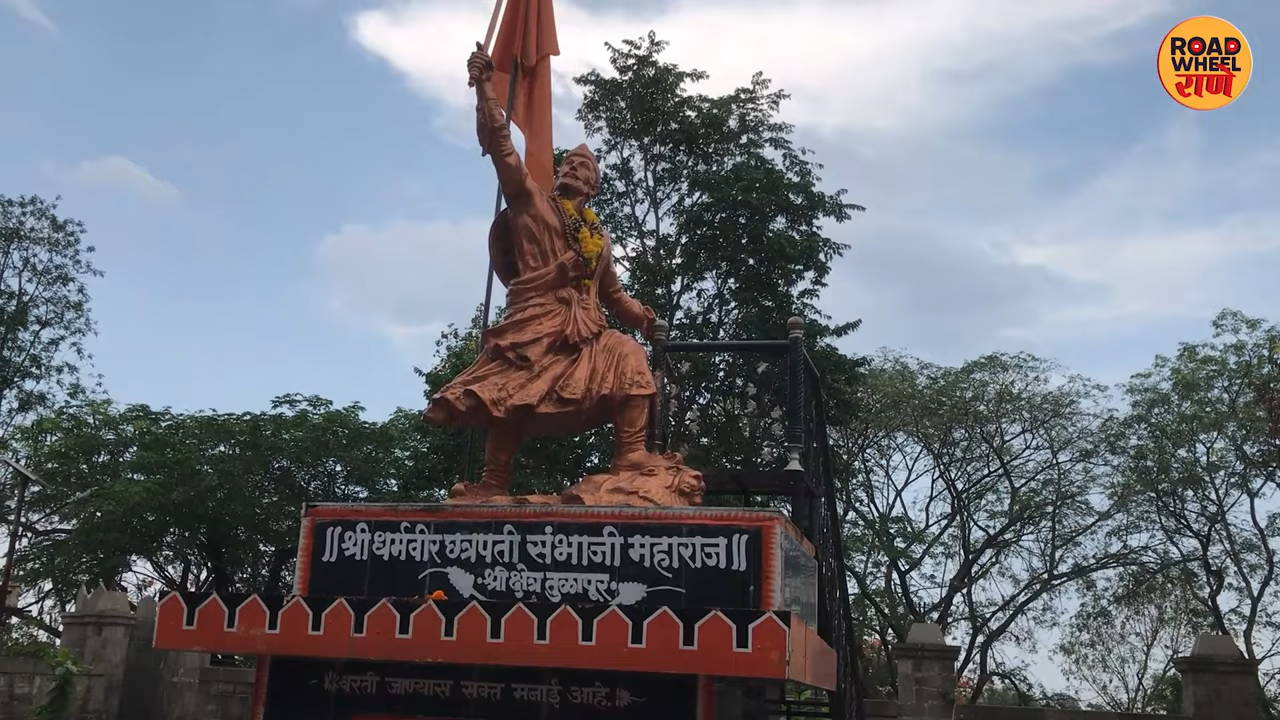 ROAD
WHEEL
राणे
॥श्री धर्मवीर छत्रपती संभाजी महाराज॥
·श्री क्षेत्र तुळापूर·
वरती जाण्यास सक्त मनाई आहे.